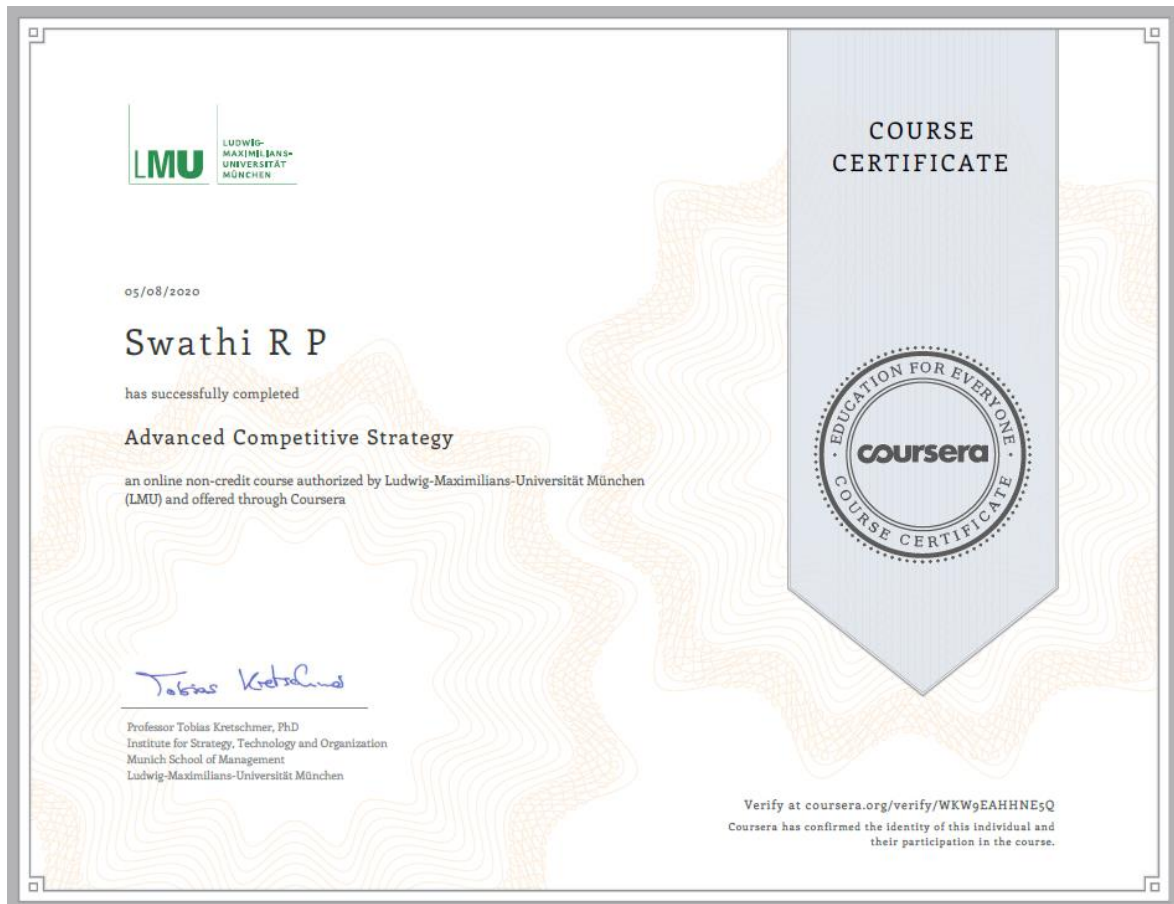 LMU
LUDWIG-
MAXIMILIANS-
UNIVERSITÄT
MÜNCHEN
COURSE
CERTIFICATE
05/08/2020
Swathi R P
has successfully completed
Advanced Competitive Strategy
an online non-credit course authorized by Ludwig-Maximilians-Universität München
(LMU) and offered through Coursera
EDUCATION FOR EVERYONE
coursera
COURSE CERTIFICATE
Tobias Kretschmer
Professor Tobias Kretschmer, PhD
Institute for Strategy, Technology and Organization
Munich School of Management
Ludwig-Maximilians-Universität München
Verify at coursera.org/verify/WKW9EAHHNE5Q
Coursera has confirmed the identity of this individual and
their participation in the course.